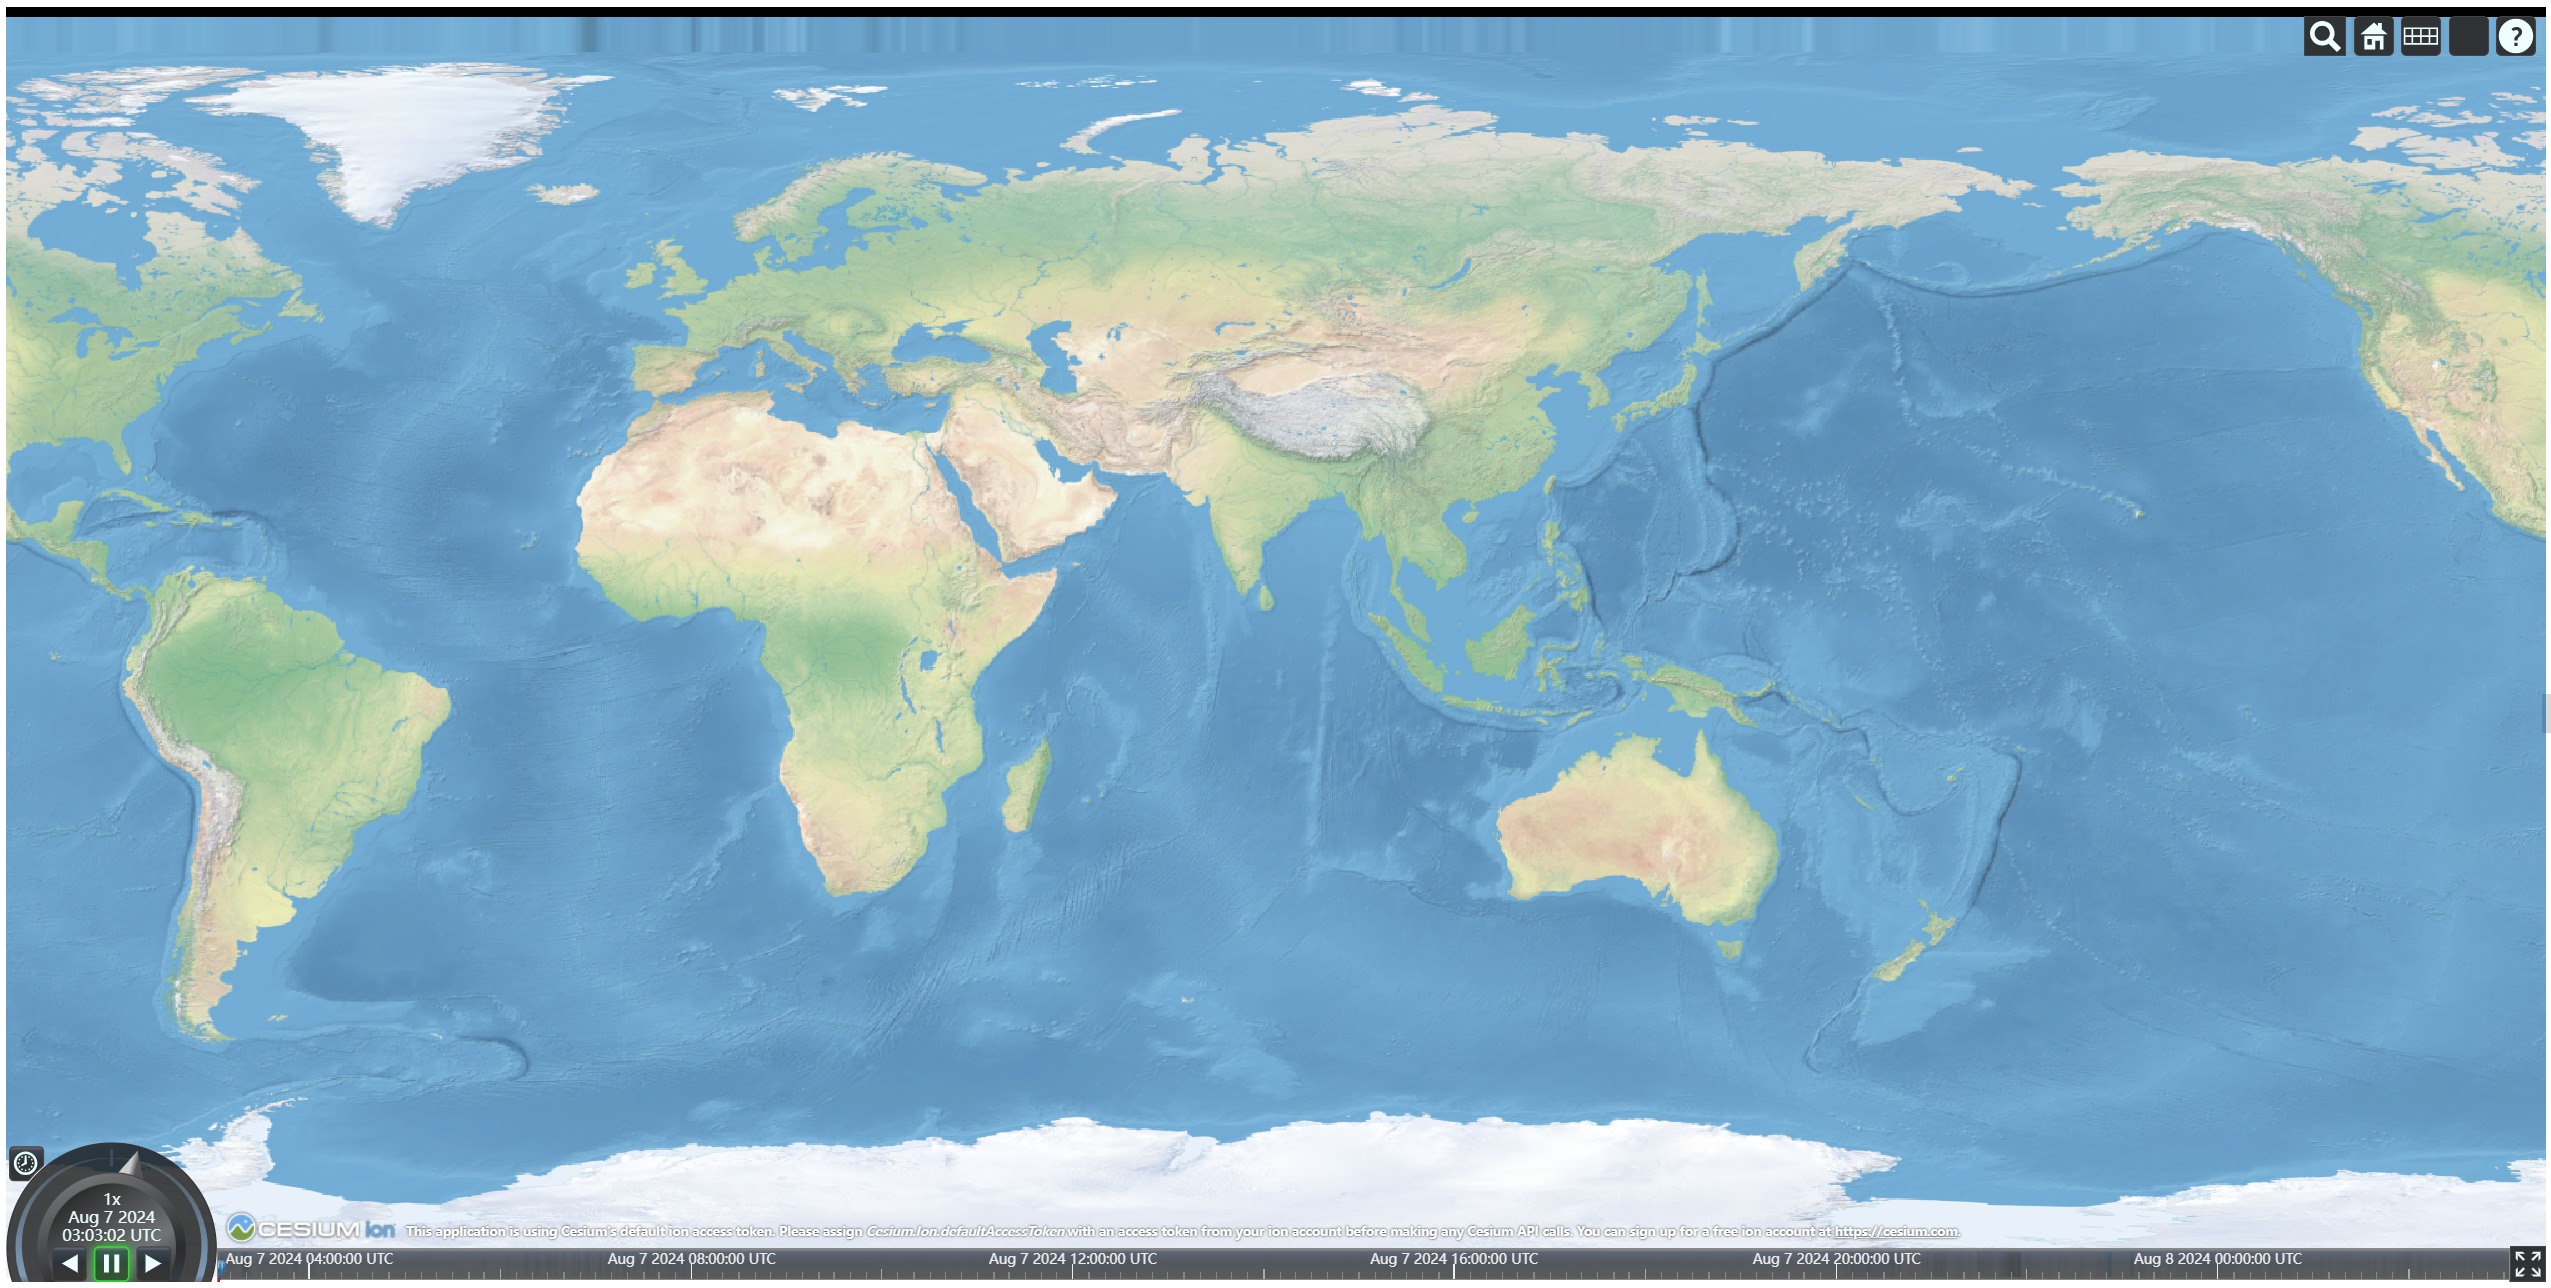 ?
1x
Aug 7 2024
03:03:02 UTC
CESIUM ion This application is using Cesium's default ion access token. Please assign Cesium.Ion.defaultAccessToken with an access token from your ion account before making any Cesium API calls. You can sign up for a free ion account at https://cesium.com.
Aug 7 2024 04:00:00 UTC Aug 7 2024 08:00:00 UTC Aug 7 2024 12:00:00 UTC Aug 7 2024 16:00:00 UTC Aug 7 2024 20:00:00 UTC Aug 8 2024 00:00:00 UTC